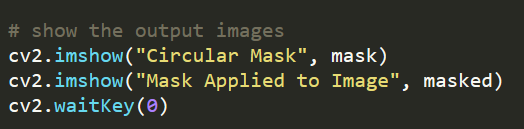 # show the output images
cv2.imshow("Circular Mask", mask)
cv2.imshow("Mask Applied to Image", masked)
cv2.waitKey(0)